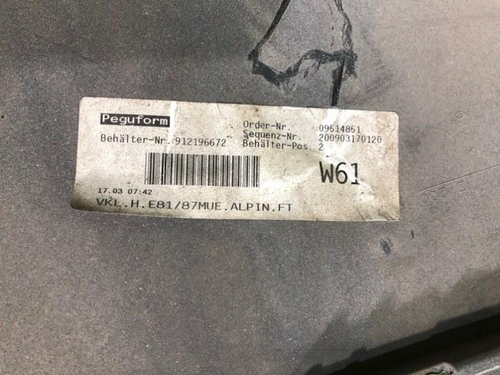 Peguform
Order-Nr. 09614851
Behälter-Nr. 912196672 Sequenz-Nr. 200903170120
Behälter-Pos. 2
W61
17.03 07:42
VKL.H.E81/87MUE.ALPIN.FT